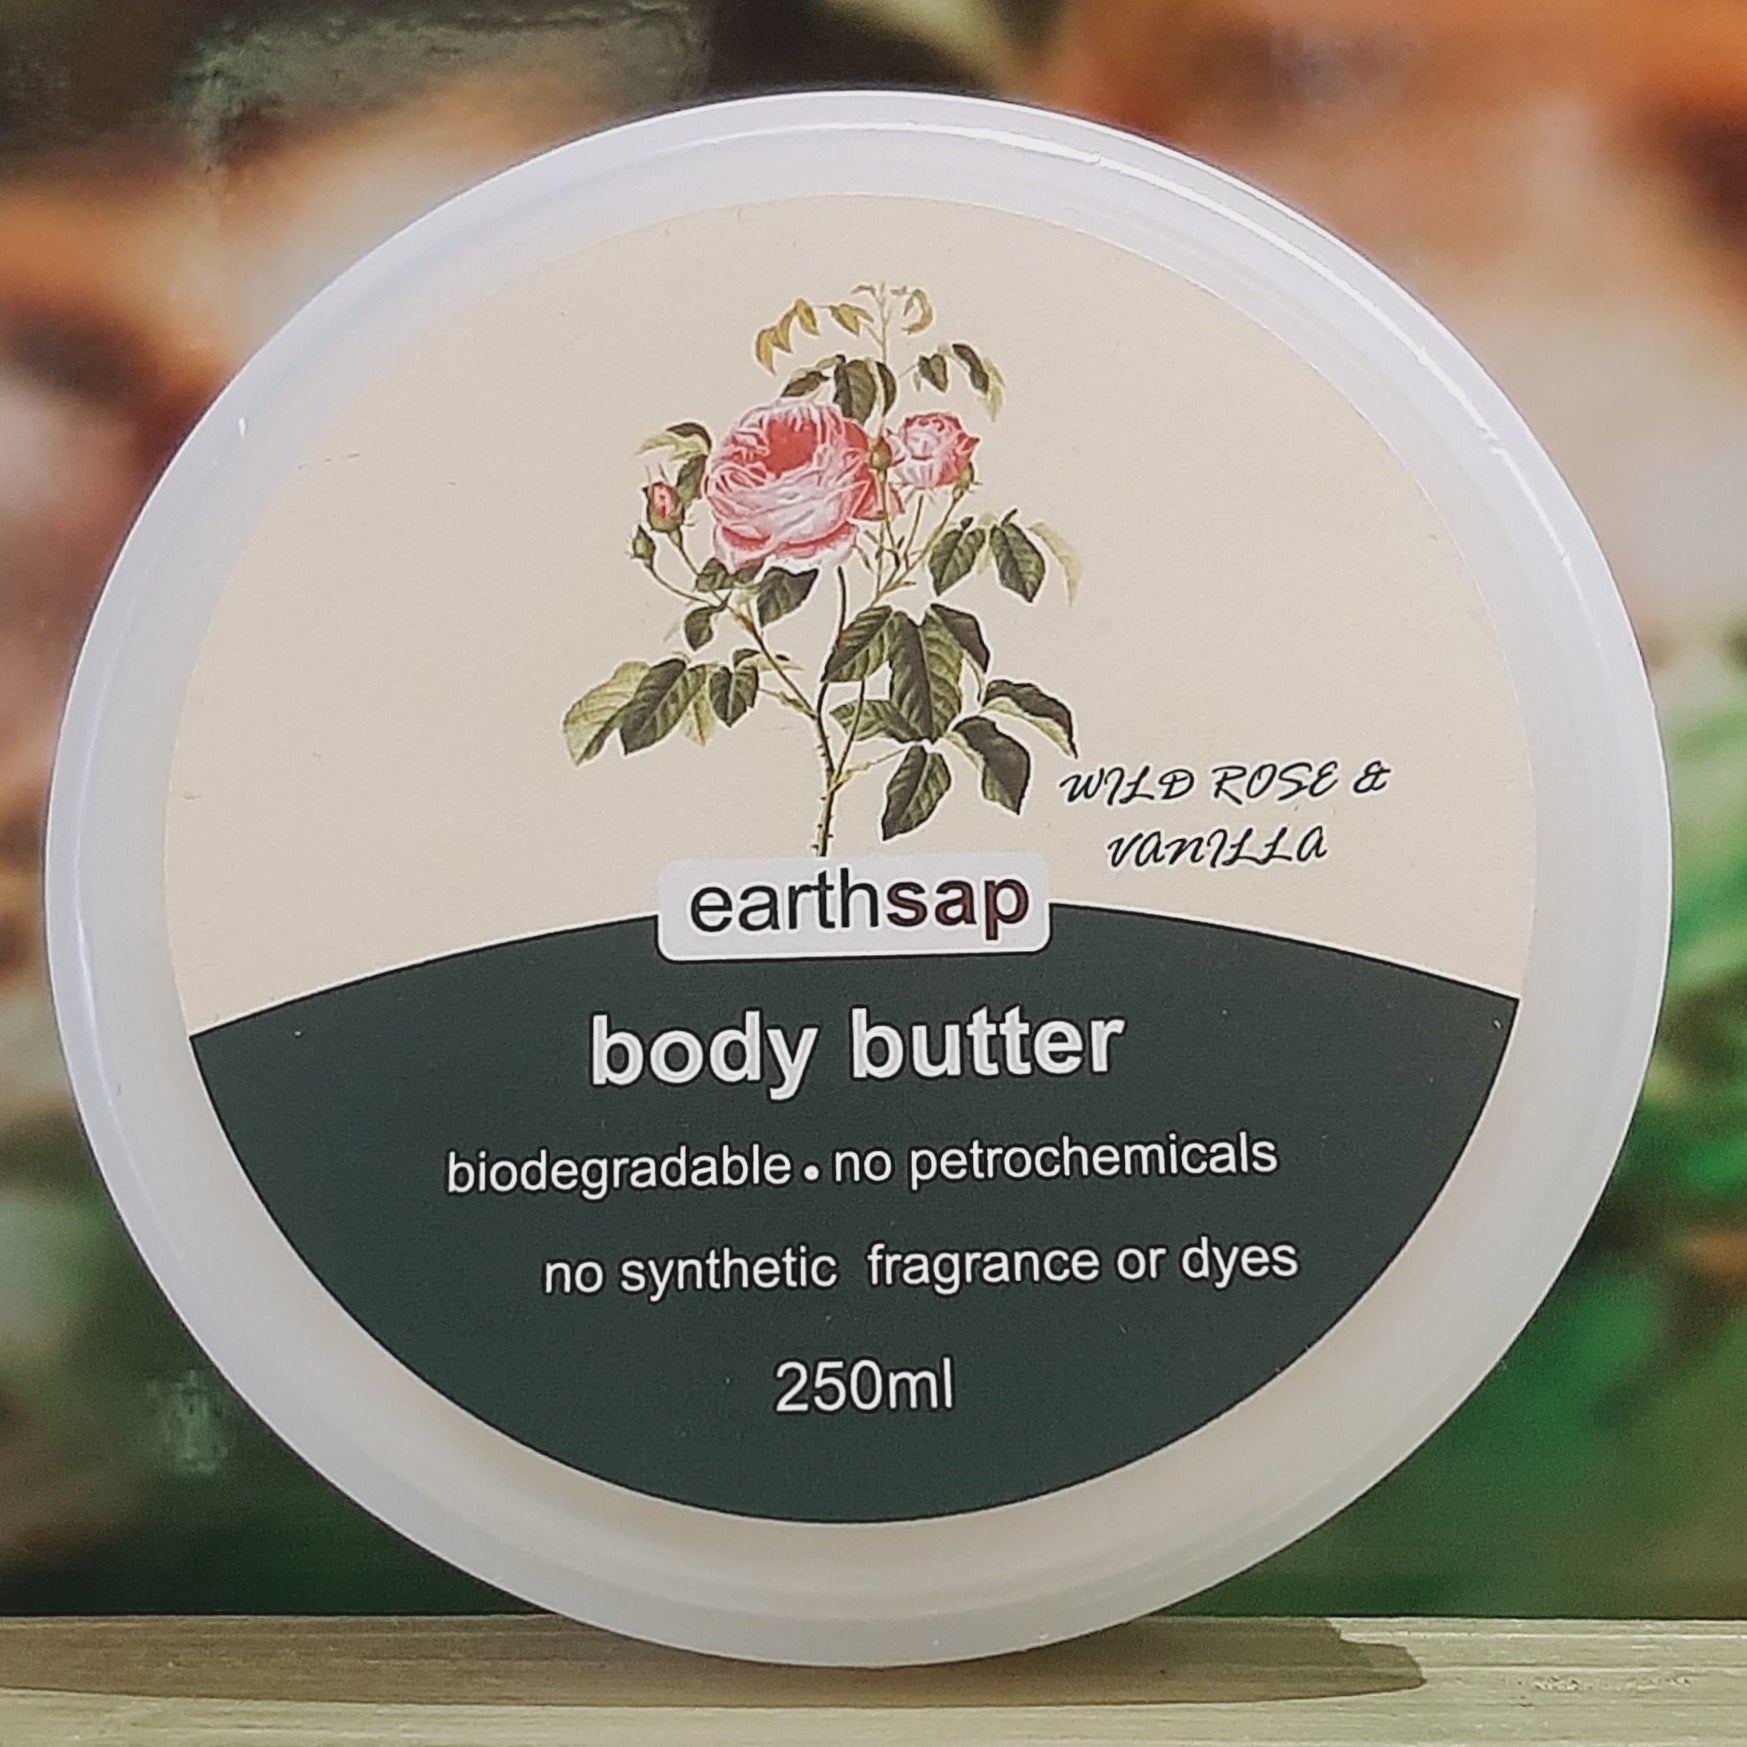 WILD ROSE &
VANILLA
earthsap
body butter
biodegradable • no petrochemicals
no synthetic fragrance or dyes
250ml